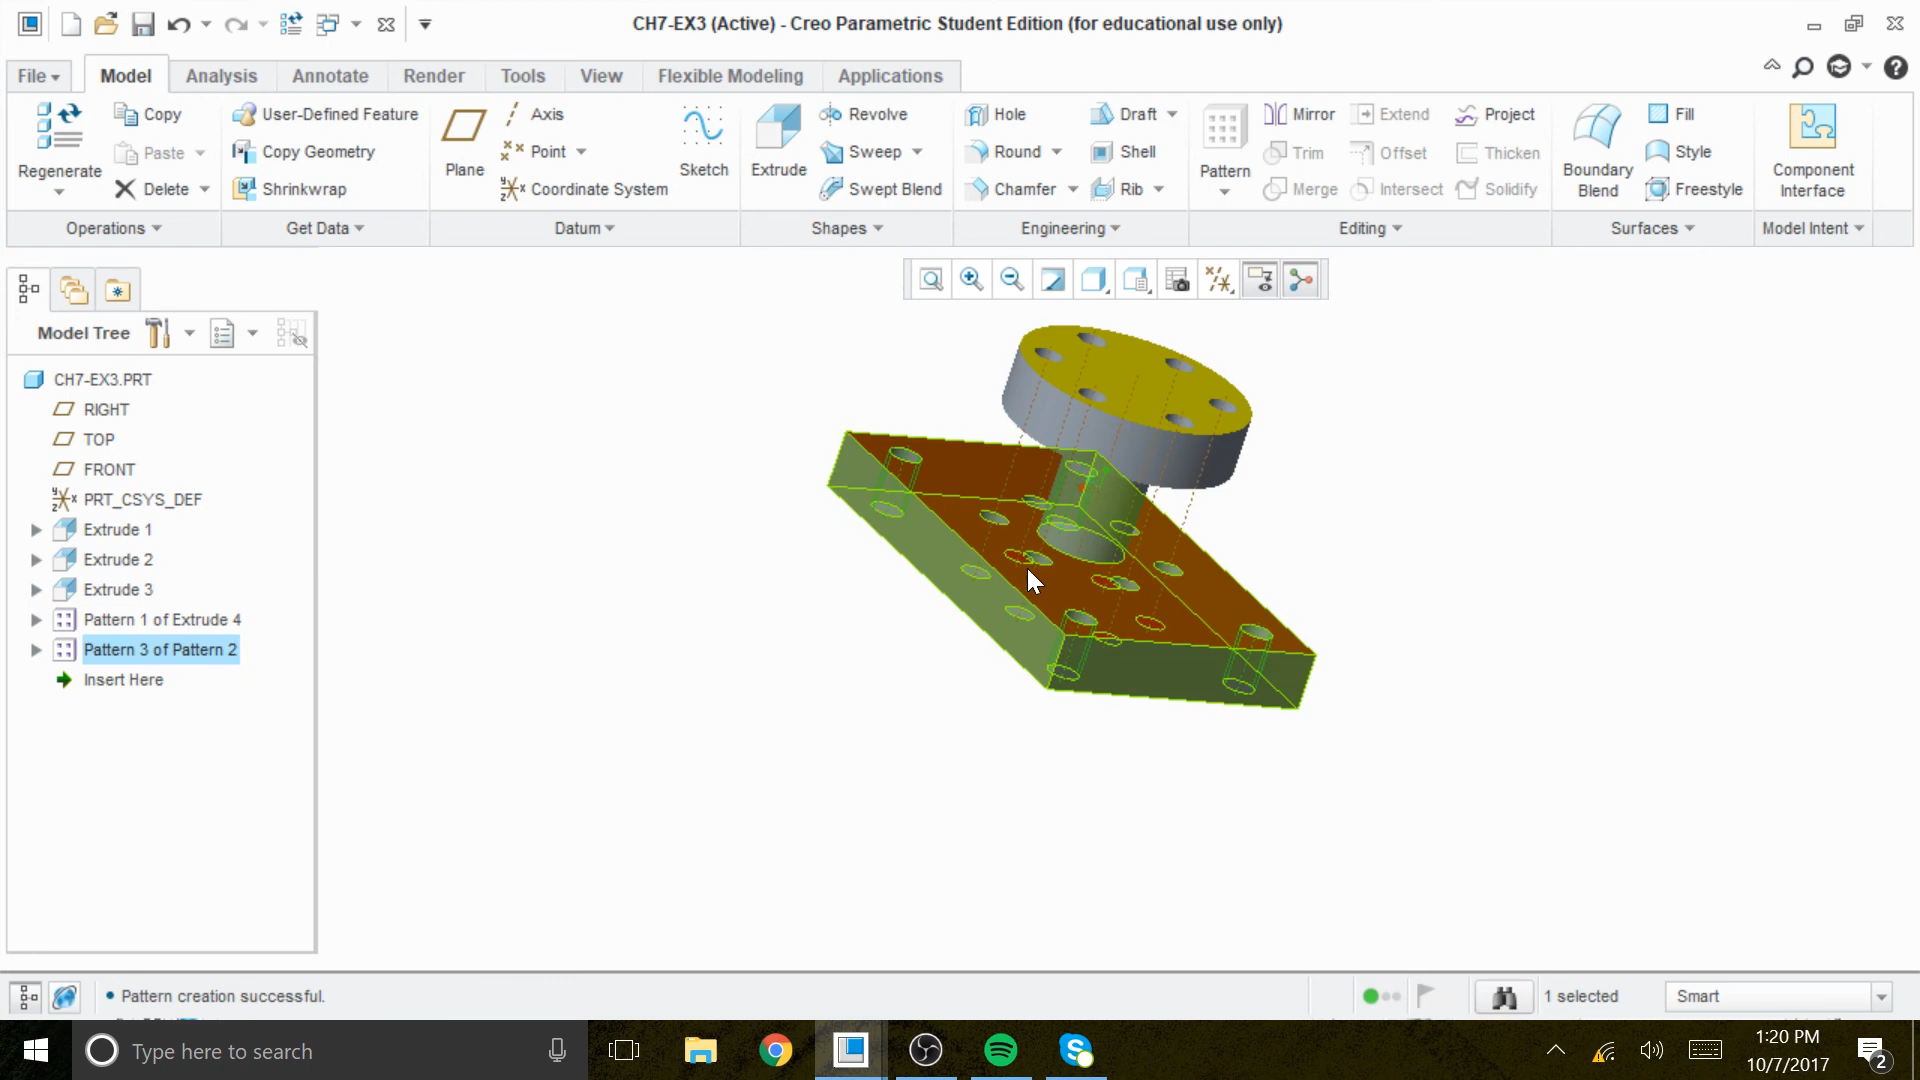 CH7-EX3 (Active) - Creo Parametric Student Edition (for educational use only)
File Model Analysis Annotate Render Tools View Flexible Modeling Applications
Regenerate
Copy
Paste
Delete
User-Defined Feature
Copy Geometry
Shrinkwrap
Plane
Axis
Point
Coordinate System
Sketch
Extrude
Revolve
Sweep
Swept Blend
Hole
Round
Chamfer
Draft
Shell
Rib
Pattern
Mirror
Trim
Merge
Extend
Offset
Intersect
Project
Thicken
Solidify
Boundary
Blend
Fill
Style
Freestyle
Component
Interface
Operations Get Data Datum Shapes Engineering Editing Surfaces Model Intent
Model Tree
CH7-EX3.PRT
RIGHT
TOP
FRONT
PRT_CSYS_DEF
Extrude 1
Extrude 2
Extrude 3
Pattern 1 of Extrude 4
Pattern 3 of Pattern 2
Insert Here
Pattern creation successful.
1 selected
Smart
Type here to search
1:20 PM
10/7/2017
2